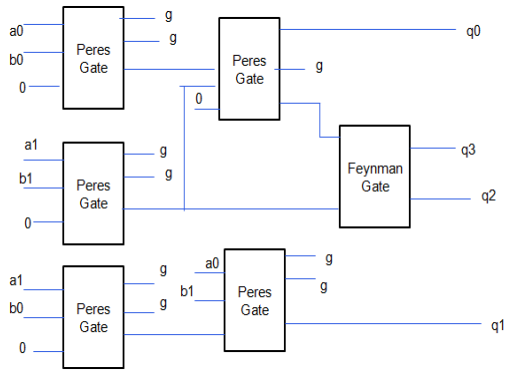 a0
g
b0
g
Peres
Gate
0
Peres
Gate
0
g
q0
a1
g
b1
g
Peres
Gate
0
Feynman
Gate
q3
q2
a1
g
b0
g
Peres
Gate
0
a0
g
b1
g
Peres
Gate
q1